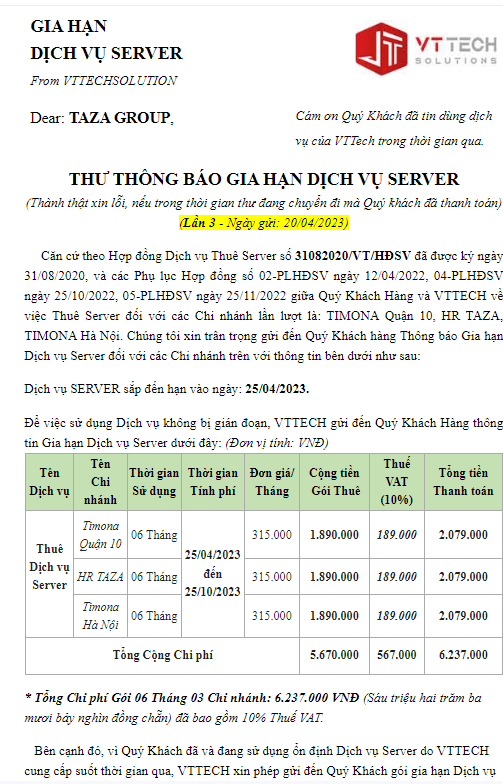 GIA HẠN
DỊCH VỤ SERVER
From VTTECHSOLUTION
VTTECH
SOLUTIONS
Dear: TAZA GROUP,
Cám ơn Quý Khách đã tin dùng dịch
vụ của VTTech trong thời gian qua.
THƯ THÔNG BÁO GIA HẠN DỊCH VỤ SERVER
(Thành thật xin lỗi, nếu trong thời gian thư đang chuyển đi mà Quý khách đã thanh toán)
(Lần 3 - Ngày gửi: 20/04/2023)
Căn cứ theo Hợp đồng Dịch vụ Thuê Server số 31082020/VT/HĐSV đã được ký ngày
31/08/2020, và các Phụ lục Hợp đồng số 02-PLHĐSV ngày 12/04/2022, 04-PLHĐSV
ngày 25/10/2022, 05-PLHĐSV ngày 25/11/2022 giữa Quý Khách Hàng và VTTECH về
việc Thuê Server đối với các Chi nhánh lần lượt là: TIMONA Quận 10, HR TAZA,
TIMONA Hà Nội. Chúng tôi xin trân trọng gửi đến Quý Khách hàng Thông báo Gia hạn
Dịch vụ Server đối với các Chi nhánh trên với thông tin bên dưới như sau:
Dịch vụ SERVER sắp đến hạn vào ngày: 25/04/2023.
Để việc sử dụng Dịch vụ không bị gián đoạn, VTTECH gửi đến Quý Khách Hàng thông
tin Gia hạn Dịch vụ Server dưới đây: (Đơn vị tính: VNĐ)
Tên Dịch vụ Tên Chi nhánh Thời gian Sử dụng Thời gian Tính phí Đơn giá/ Tháng Cộng tiền Gói Thuê Thuế VAT (10%) Tổng tiền Thanh toán
Thuê Dịch vụ Server Timona Quận 10 06 Tháng 25/04/2023 đến 25/10/2023 315.000 1.890.000 189.000 2.079.000
HR TAZA 06 Tháng 315.000 1.890.000 189.000 2.079.000
Timona Hà Nội 06 Tháng 315.000 1.890.000 189.000 2.079.000
Tổng Cộng Chi phí 5.670.000 567.000 6.237.000
* Tổng Chi phí Gói 06 Tháng 03 Chi nhánh: 6.237.000 VNĐ (Sáu triệu hai trăm ba
mươi bảy nghìn đồng chẵn) đã bao gồm 10% Thuế VAT.
Bên cạnh đó, vì Quý Khách đã và đang sử dụng ổn định Dịch vụ Server do VTTECH
cung cấp suốt thời gian qua, VTTECH xin phép gửi đến Quý Khách gói gia hạn Dịch vụ